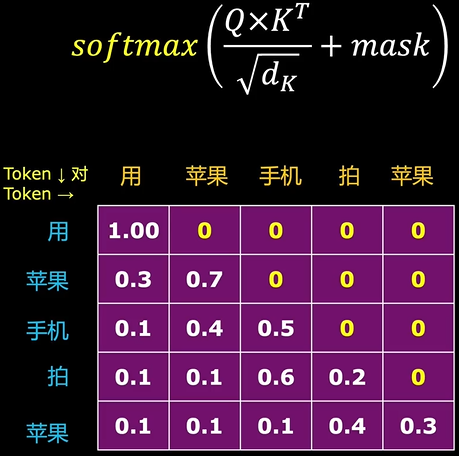 softmax(Q×K^T/√d_K + mask)
Token ↓ 对
Token →
用 苹果 手机 拍 苹果
用 1.00 0 0 0 0
苹果 0.3 0.7 0 0 0
手机 0.1 0.4 0.5 0 0
拍 0.1 0.1 0.6 0.2 0
苹果 0.1 0.1 0.1 0.4 0.3